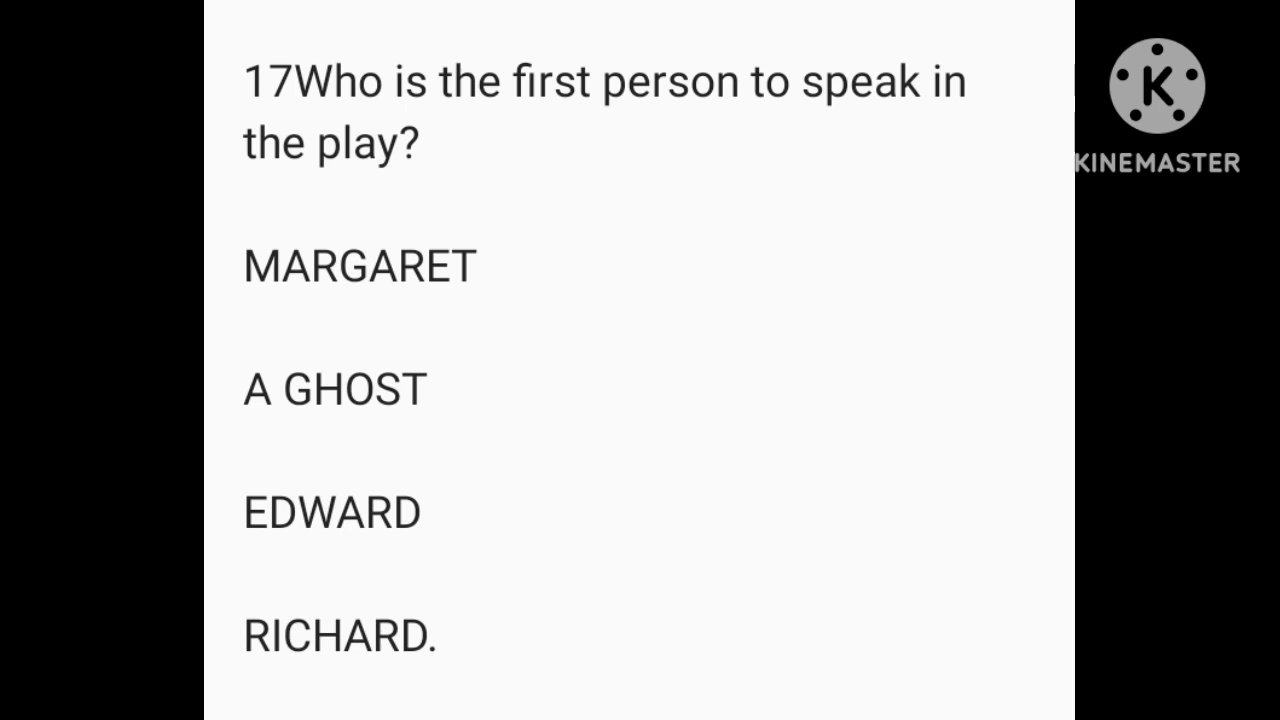 17Who is the first person to speak in
the play?
MARGARET
A GHOST
EDWARD
RICHARD.
K
KINEMASTER